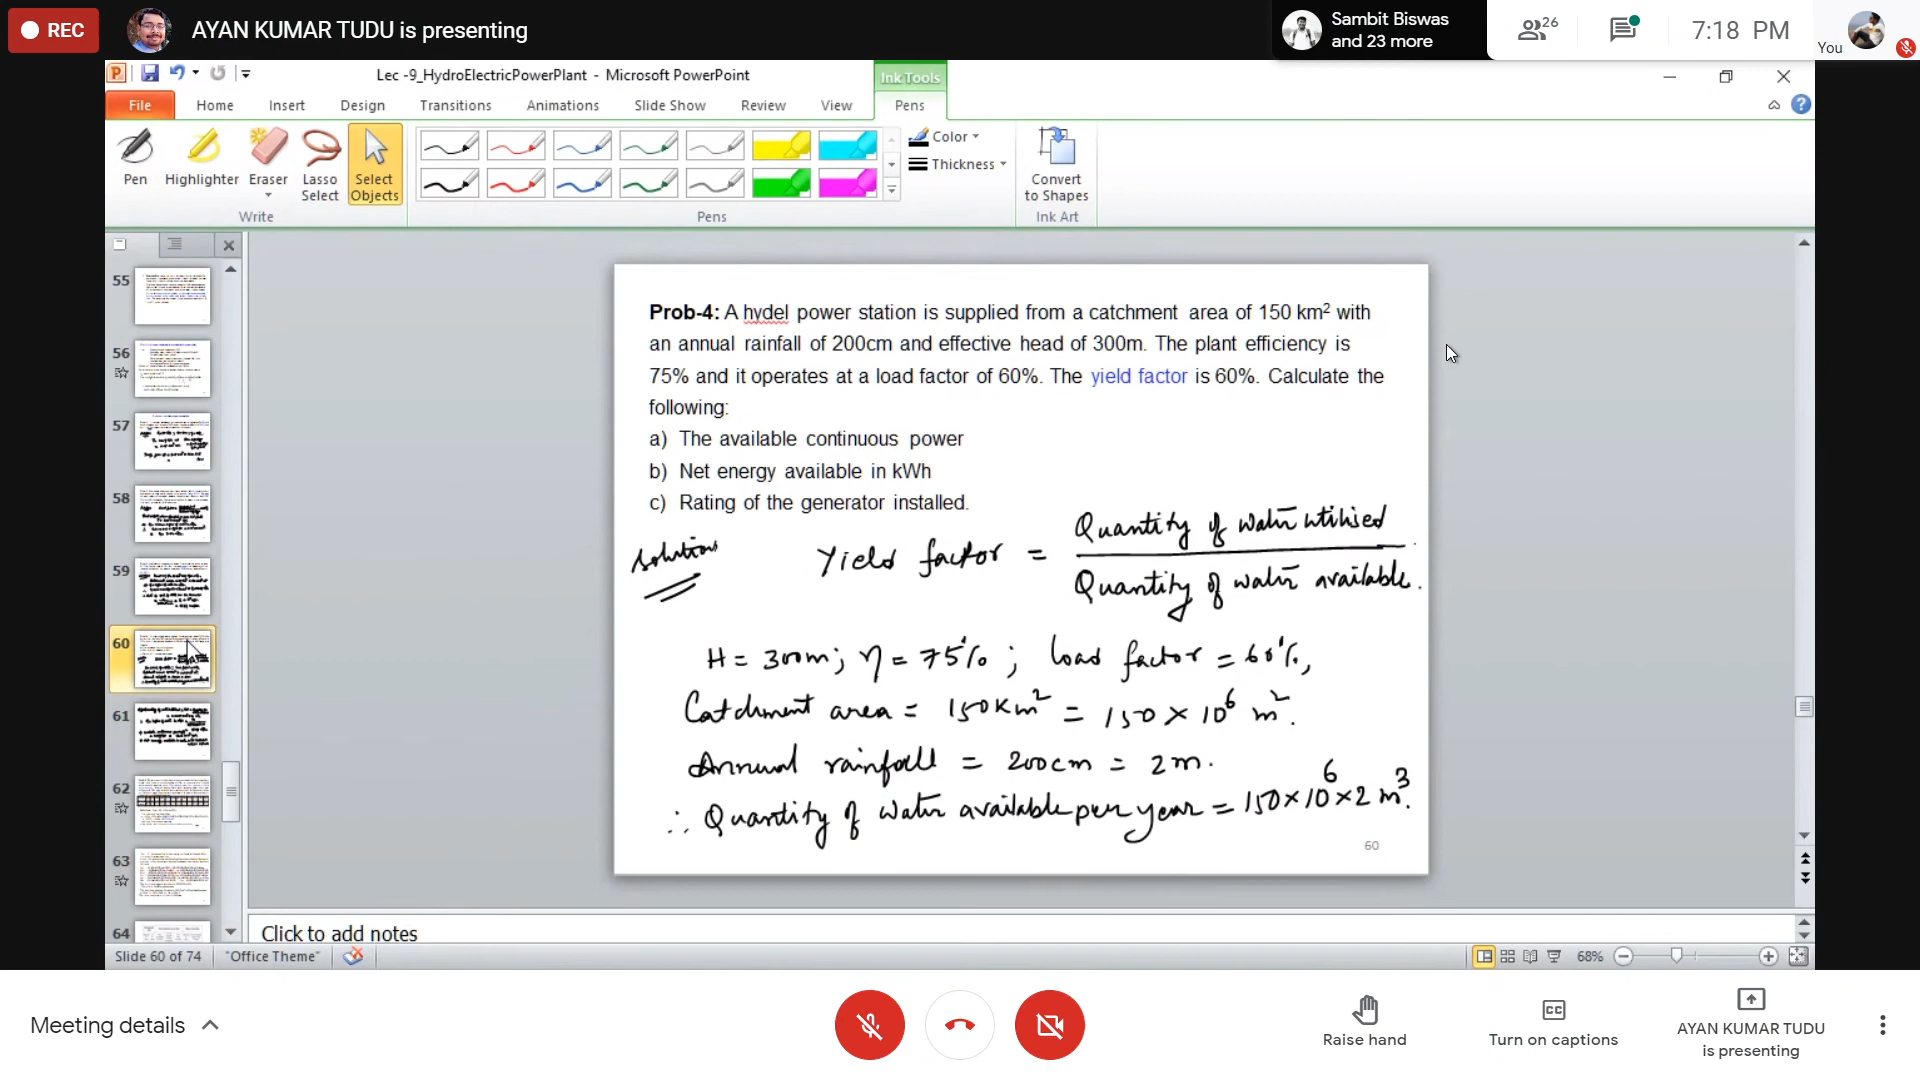 REC
AYAN KUMAR TUDU is presenting
Sambit Biswas
and 23 more
26
7:18 PM
You
Lec -9_HydroElectricPowerPlant - Microsoft PowerPoint
Ink Tools
File Home Insert Design Transitions Animations Slide Show Review View Pens
Pen Highlighter Eraser Lasso Select Select Objects
Color
Thickness
Convert to Shapes
Write Pens Ink Art
55
56
57
58
59
60
61
62
63
64
Prob-4: A hydel power station is supplied from a catchment area of 150 km² with
an annual rainfall of 200cm and effective head of 300m. The plant efficiency is
75% and it operates at a load factor of 60%. The yield factor is 60%. Calculate the
following:
a) The available continuous power
b) Net energy available in kWh
c) Rating of the generator installed.
Solution
Yield factor = Quantity of water utilised
Quantity of water available.
H = 300m; η = 75%; load factor = 60%,
Catchment area = 150 Km² = 150 × 10⁶ m².
Annual rainfall = 200cm = 2m.
∴ Quantity of water available per year = 150×10⁶×2 m³.
60
Click to add notes
Slide 60 of 74 "Office Theme" 68%
Meeting details
Raise hand
Turn on captions
AYAN KUMAR TUDU
is presenting